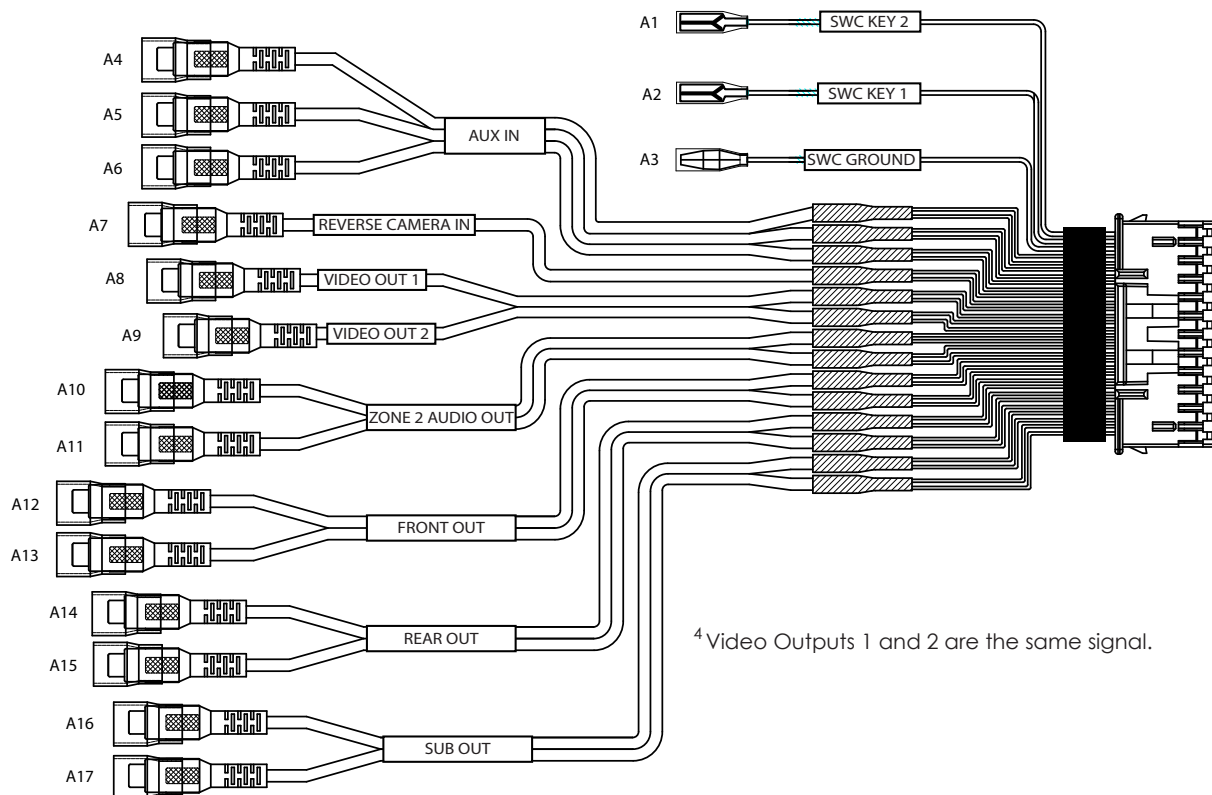 A1
SWC KEY 2
A4
A5
A2
SWC KEY 1
AUX IN
A6
A3
SWC GROUND
A7
REVERSE CAMERA IN
A8
VIDEO OUT 1
A9
VIDEO OUT 2
A10
ZONE 2 AUDIO OUT
A11
A12
FRONT OUT
A13
A14
REAR OUT
A15
4 Video Outputs 1 and 2 are the same signal.
A16
SUB OUT
A17